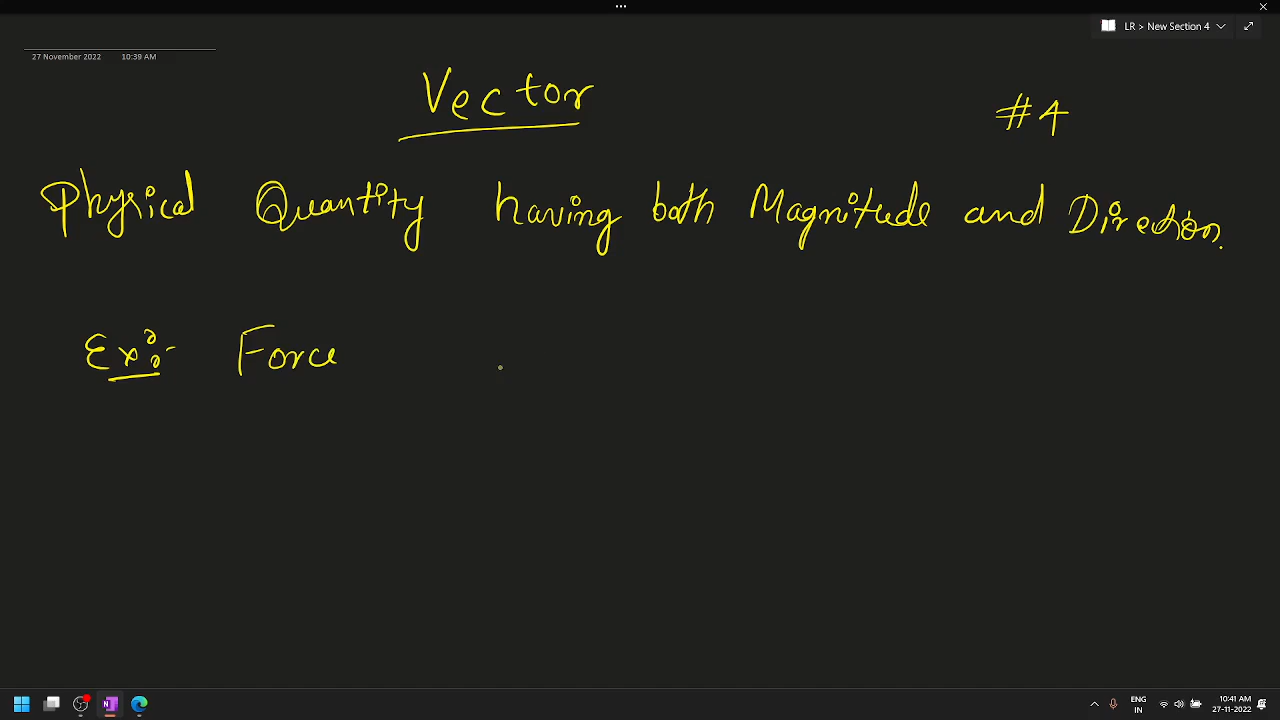 LR > New Section 4
27 November 2022 10:39 AM
Vector
#4
Physical Quantity having both Magnitude and Direction.
Ex:- Force
ENG
IN
10:41 AM
27-11-2022